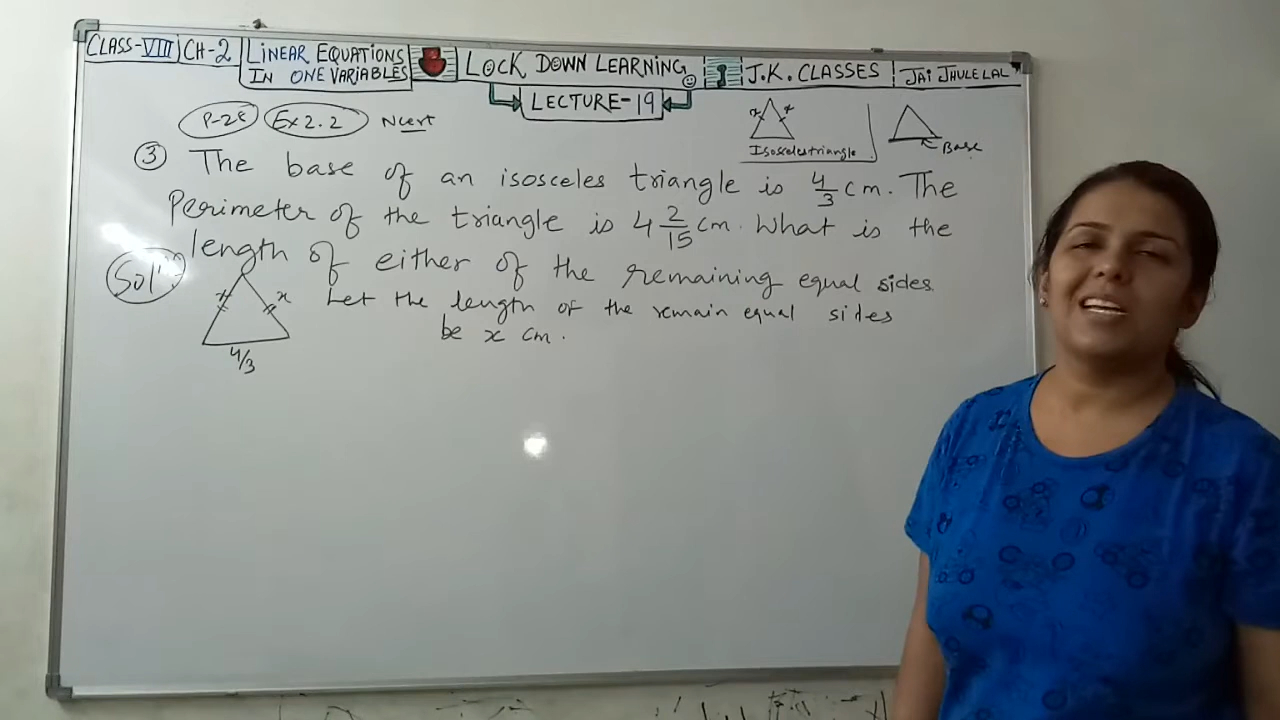 CLASS-VIII CH-2 LINEAR EQUATIONS IN ONE VARIABLES LOCK DOWN LEARNING J.K. CLASSES JAI JHULELAL
LECTURE-19
Ex 2.2 Ncert
x x
Isosceles triangle
Base
③ The base of an isosceles triangle is 4/3 cm. The
Perimeter of the triangle is 4 2/15 cm. What is the
length of either of the remaining equal sides.
Sol:
x x
4/3
Let the length of the remain equal sides
be x cm.